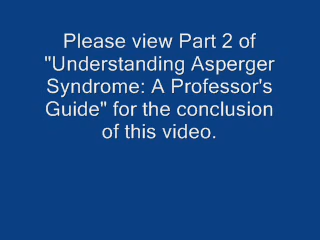 Please view Part 2 of
"Understanding Asperger
Syndrome: A Professor's
Guide" for the conclusion
of this video.